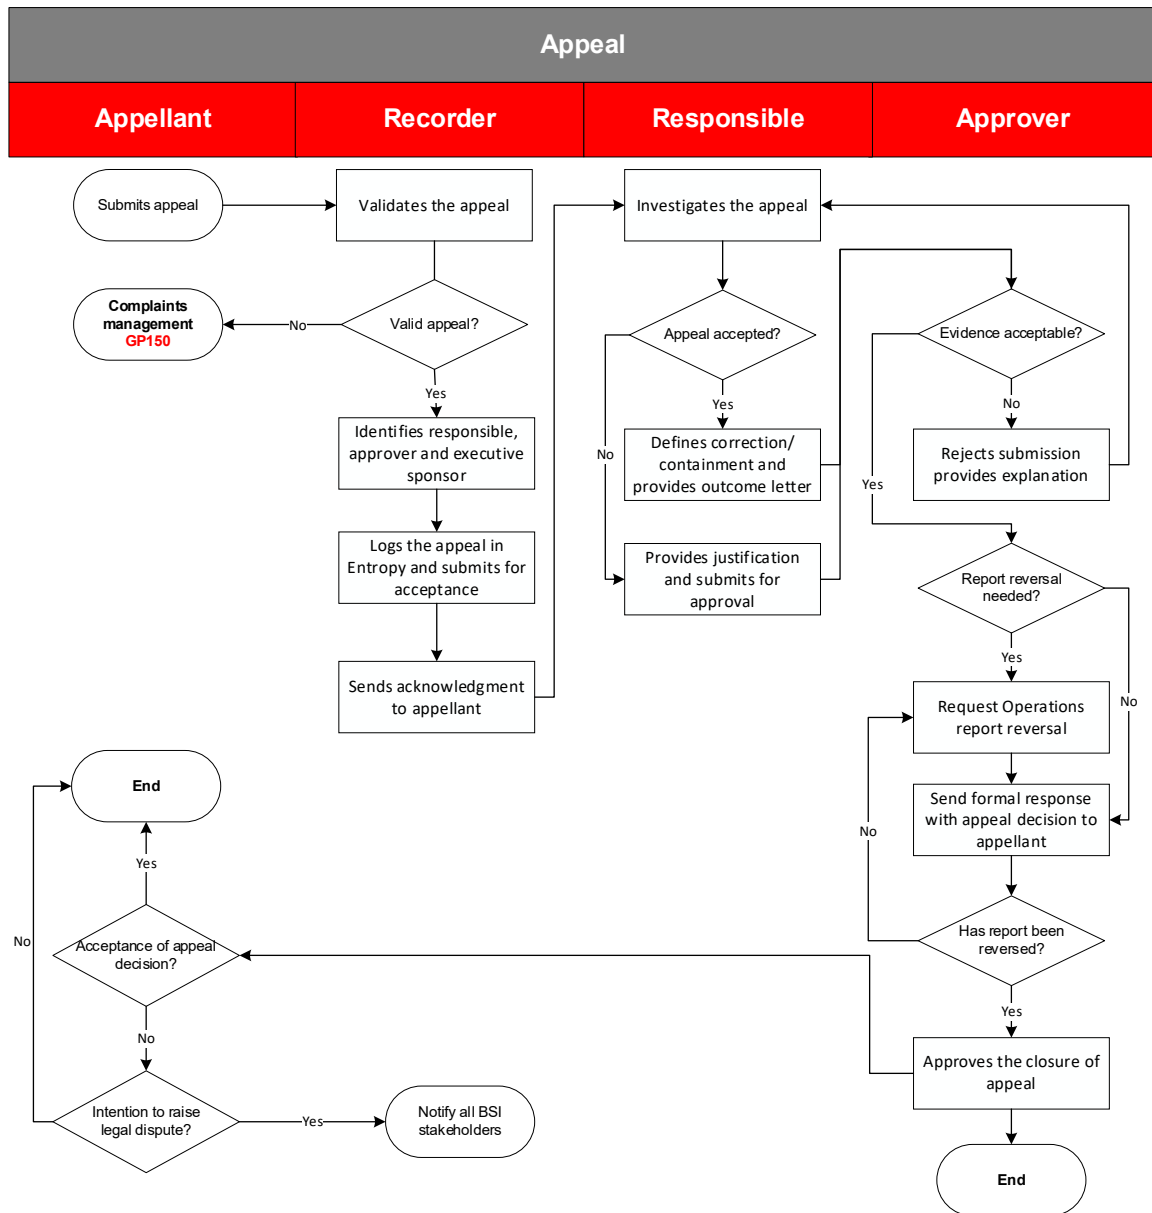 Appeal
Appellant
Recorder
Responsible
Approver
Submits appeal
Validates the appeal
Investigates the appeal
Complaints
management
GP150
No
Valid appeal?
Appeal accepted?
Evidence acceptable?
Yes
Yes
No
Identifies responsible,
approver and executive
sponsor
No
Defines correction/
containment and
provides outcome letter
Rejects submission
provides explanation
Yes
Logs the appeal in
Entropy and submits for
acceptance
Provides justification
and submits for
approval
Report reversal
needed?
Yes
Sends acknowledgment
to appellant
Request Operations
report reversal
No
End
Send formal response
with appeal decision to
appellant
No
Yes
No
Acceptance of appeal
decision?
Has report been
reversed?
Yes
No
Approves the closure of
appeal
Intention to raise
legal dispute?
Yes
Notify all BSI
stakeholders
End